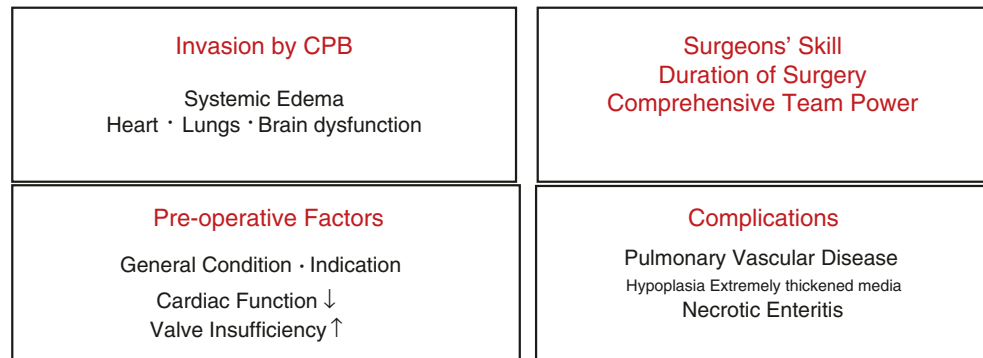 Invasion by CPB
Systemic Edema
Heart・Lungs・Brain dysfunction
Surgeons’ Skill
Duration of Surgery
Comprehensive Team Power
Pre-operative Factors
General Condition・Indication
Cardiac Function↓
Valve Insufficiency↑
Complications
Pulmonary Vascular Disease
Hypoplasia Extremely thickened media
Necrotic Enteritis